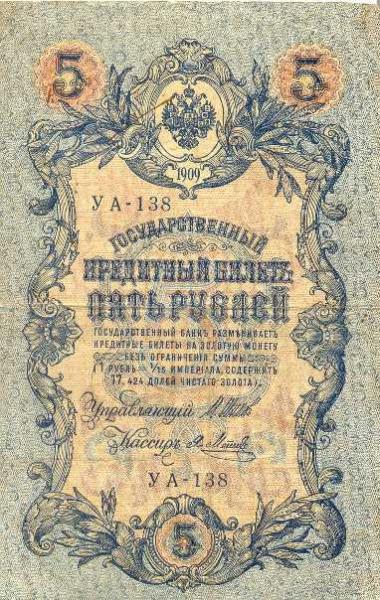 5 5
1909
УА-138
ГОСУДАРСТВЕННЫЙ
КРЕДИТНЫЙ БИЛЕТЪ
ПЯТЬ РУБЛЕЙ
ГОСУДАРСТВЕННЫЙ БАНКЪ РАЗМѢНИВАЕТЪ
КРЕДИТНЫЕ БИЛЕТЫ НА ЗОЛОТУЮ МОНЕТУ
БЕЗЪ ОГРАНИЧЕНІЯ СУММЫ
(1 РУБЛЬ = 1/15 ИМПЕРІАЛА, СОДЕРЖИТЪ
17,424 ДОЛЕЙ ЧИСТАГО ЗОЛОТА).
Управляющій
Кассиръ
УА-138
5